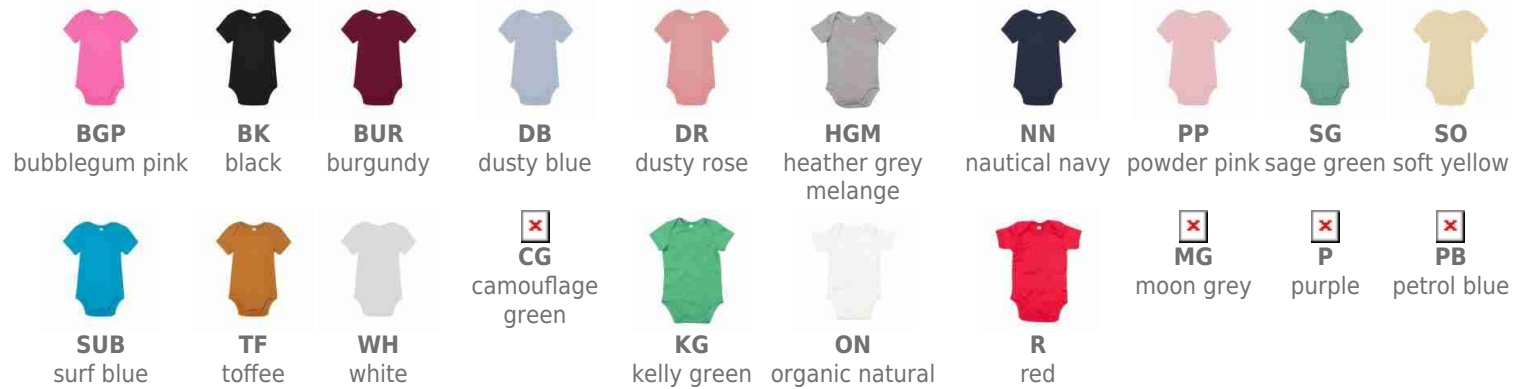 BGP
bubblegum pink
BK
black
BUR
burgundy
DB
dusty blue
DR
dusty rose
HGM
heather grey
melange
NN
nautical navy
PP
powder pink
SG
sage green
SO
soft yellow
SUB
surf blue
TF
toffee
WH
white
CG
camouflage
green
KG
kelly green
ON
organic natural
R
red
MG
moon grey
P
purple
PB
petrol blue